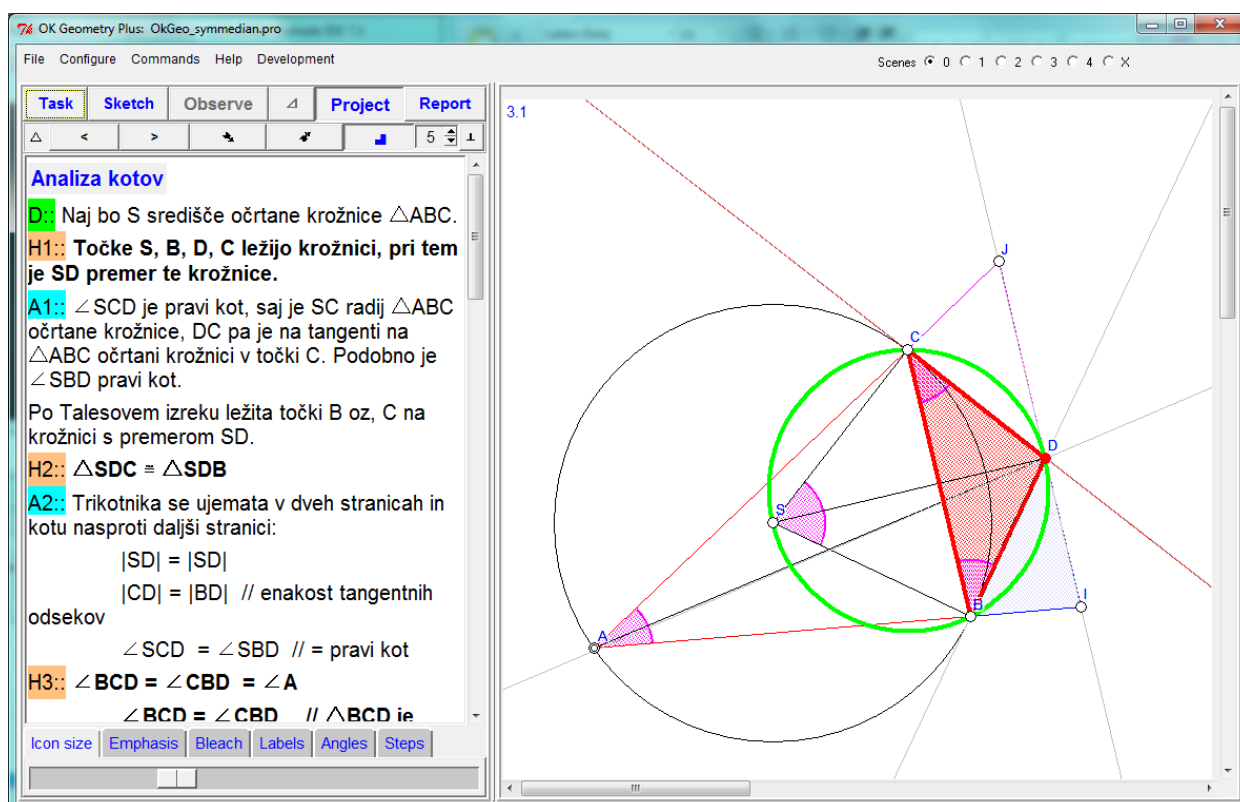 OK Geometry Plus: OkGeo_symmedian.pro
File Configure Commands Help Development
Scenes 0 1 2 3 4 X
Task Sketch Observe Project Report
< > 5
Analiza kotov
D:: Naj bo S središče očrtane krožnice △ABC.
H1:: Točke S, B, D, C ležijo krožnici, pri tem
je SD premer te krožnice.
A1:: ∠SCD je pravi kot, saj je SC radij △ABC
očrtane krožnice, DC pa je na tangenti na
△ABC očrtani krožnici v točki C. Podobno je
∠SBD pravi kot.
Po Talesovem izreku ležita točki B oz, C na
krožnici s premerom SD.
H2:: △SDC ≅ △SDB
A2:: Trikotnika se ujemata v dveh stranicah in
kotu nasproti daljši stranici:
|SD| = |SD|
|CD| = |BD| // enakost tangentnih
odsekov
∠SCD = ∠SBD // = pravi kot
H3:: ∠BCD = ∠CBD = ∠A
∠BCD = ∠CBD // △BCD je
Icon size Emphasis Bleach Labels Angles Steps
3.1
J
C
D
S
I
B
A